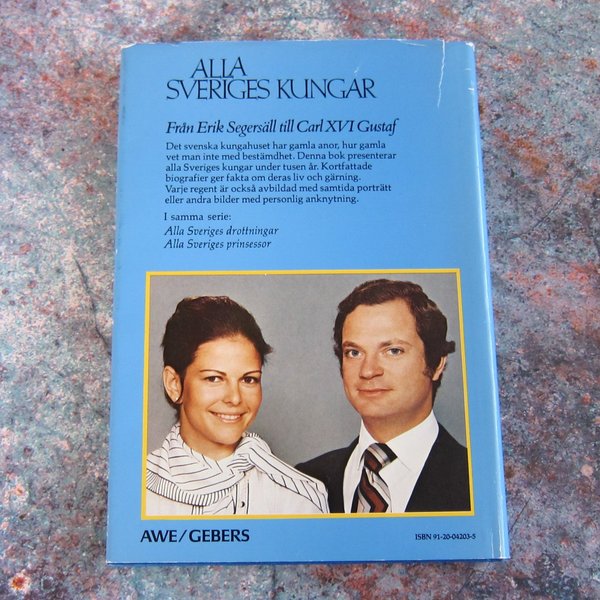 ALLA
SVERIGES KUNGAR
Från Erik Segersäll till Carl XVI Gustaf
Det svenska kungahuset har gamla anor, hur gamla
vet man inte med bestämdhet. Denna bok presenterar
alla Sveriges kungar under tusen år. Kortfattade
biografier ger fakta om deras liv och gärning.
Varje regent är också avbildad med samtida porträtt
eller andra bilder med personlig anknytning.
I samma serie:
Alla Sveriges drottningar
Alla Sveriges prinsessor
AWE/GEBERS
ISBN 91-20-04203-5